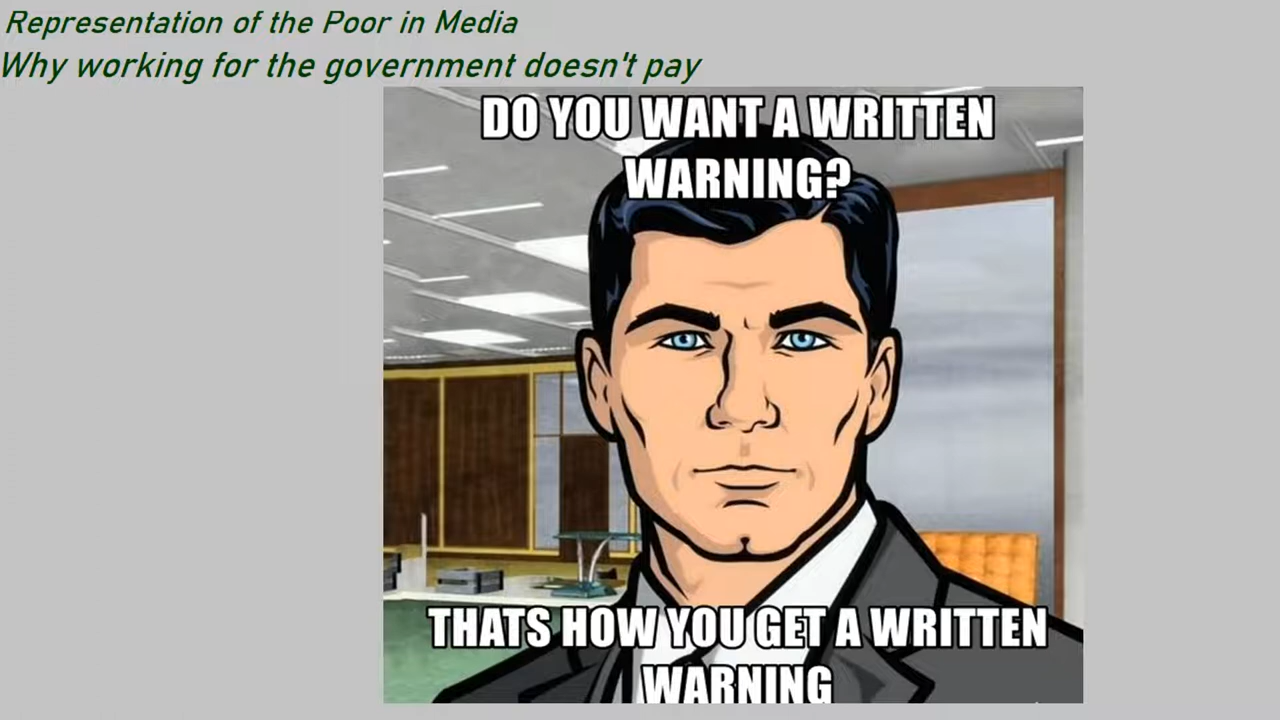 Representation of the Poor in Media
Why working for the government doesn't pay
DO YOU WANT A WRITTEN
WARNING?
THATS HOW YOU GET A WRITTEN
WARNING